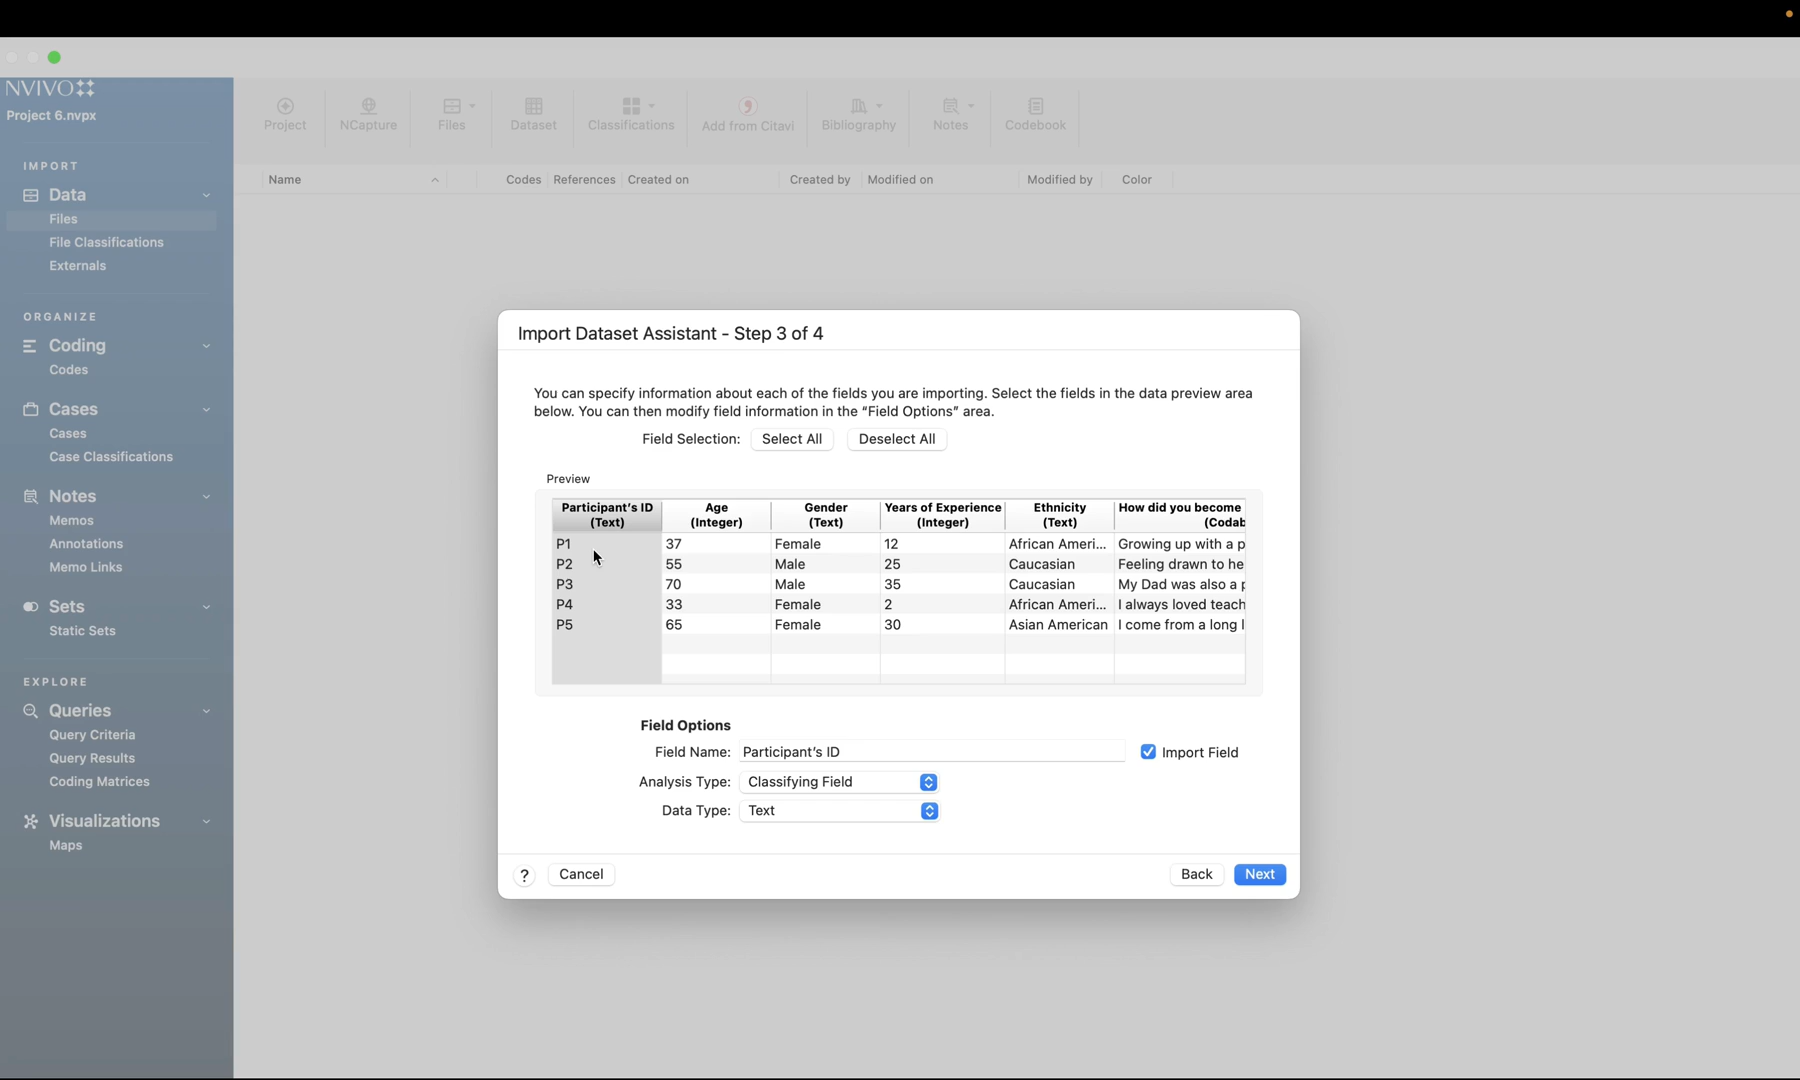 NVIVO
Project 6.nvpx
IMPORT
Data
Files
File Classifications
Externals
ORGANIZE
Coding
Codes
Cases
Cases
Case Classifications
Notes
Memos
Annotations
Memo Links
Sets
Static Sets
EXPLORE
Queries
Query Criteria
Query Results
Coding Matrices
Visualizations
Maps
Project NCapture Files Dataset Classifications Add from Citavi Bibliography Notes Codebook
Name Codes References Created on Created by Modified on Modified by Color
Import Dataset Assistant - Step 3 of 4
You can specify information about each of the fields you are importing. Select the fields in the data preview area
below. You can then modify field information in the “Field Options” area.
Field Selection: Select All Deselect All
Preview
Participant's ID Age Gender Years of Experience Ethnicity How did you become
(Text) (Integer) (Text) (Integer) (Text) (Codab
P1 37 Female 12 African Ameri... Growing up with a p
P2 55 Male 25 Caucasian Feeling drawn to he
P3 70 Male 35 Caucasian My Dad was also a p
P4 33 Female 2 African Ameri... I always loved teach
P5 65 Female 30 Asian American I come from a long l
Field Options
Field Name: Participant's ID Import Field
Analysis Type: Classifying Field
Data Type: Text
? Cancel Back Next